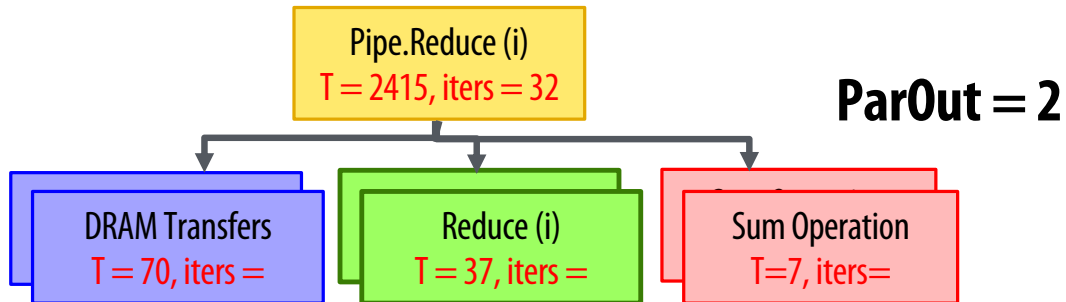 Pipe.Reduce (i)
T = 2415, iters = 32
ParOut = 2
DRAM Transfers
T = 70, iters =
Reduce (i)
T = 37, iters =
Sum Operation
T=7, iters=